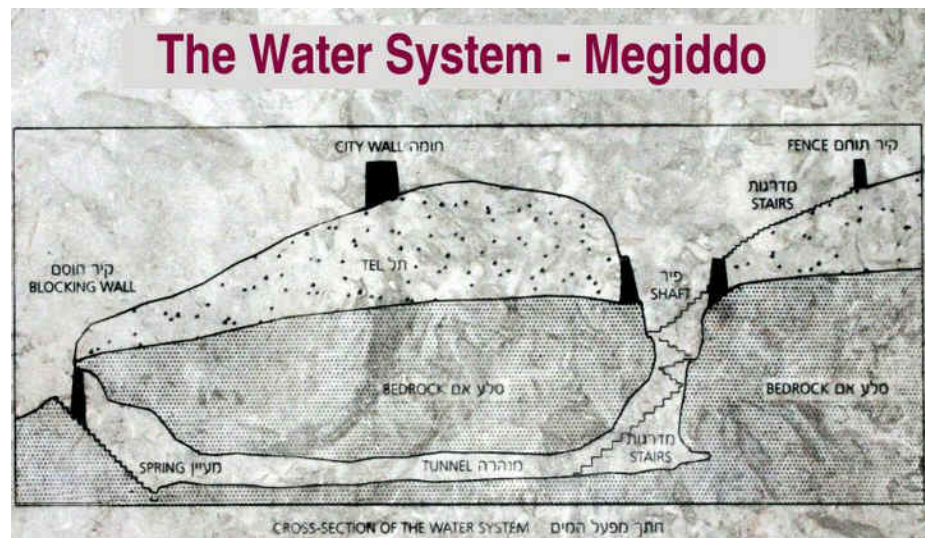 The Water System - Megiddo
CITY WALL חומה
FENCE קיר תוחם
מדרגות
STAIRS
קיר חוסם
BLOCKING WALL
TEL תל
פיר
SHAFT
BEDROCK סלע אם
BEDROCK סלע אם
מדרגות
STAIRS
SPRING מעיין
TUNNEL מנהרה
CROSS-SECTION OF THE WATER SYSTEM חתך מפעל המים